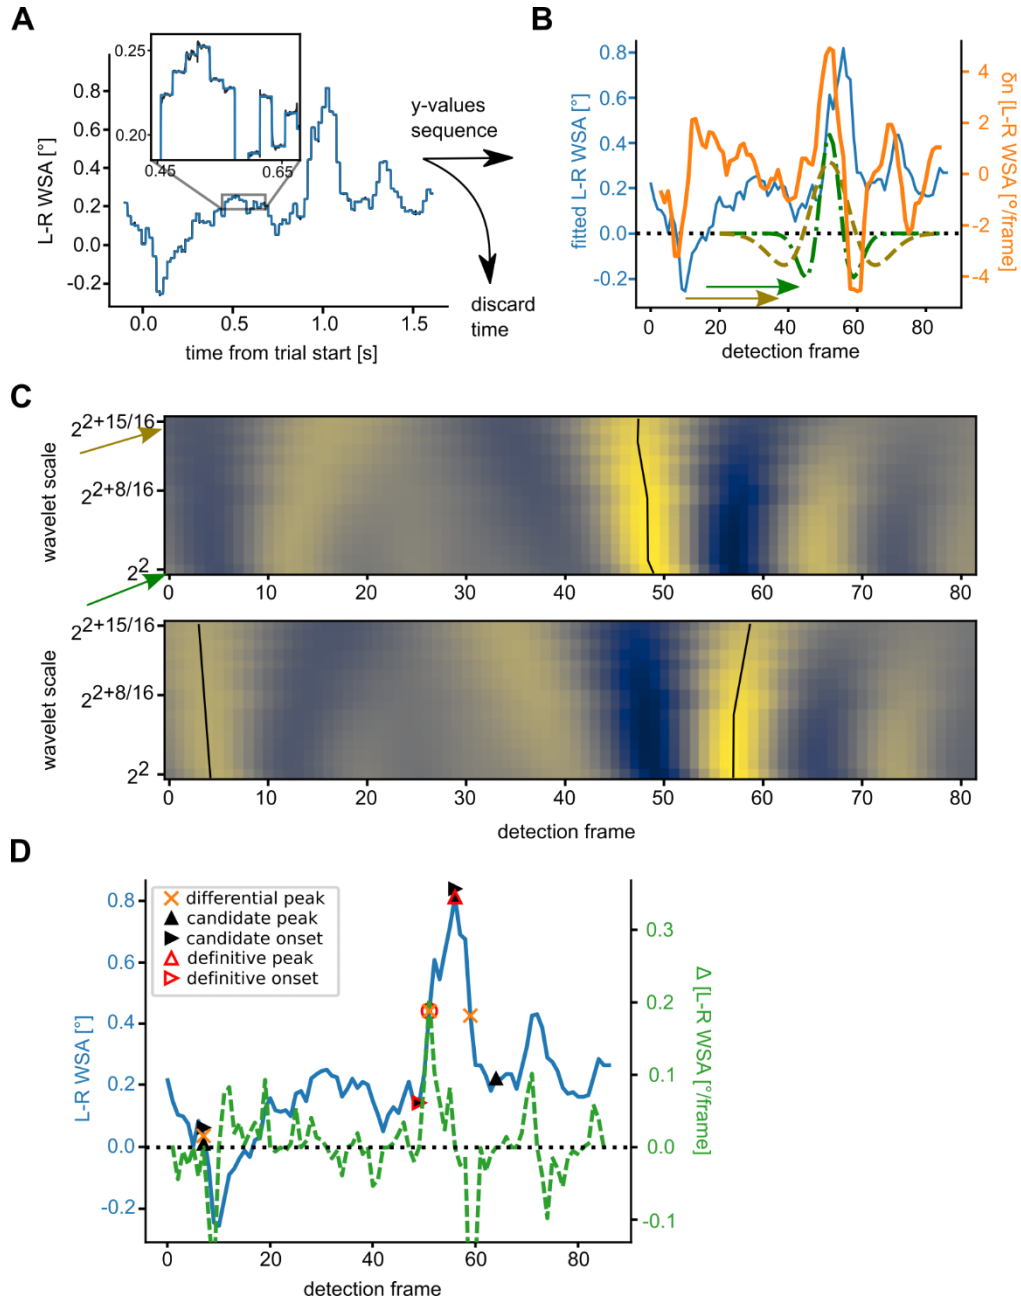 A
0.25
0.20
0.45
0.65
0.8
0.6
0.4
0.2
0.0
-0.2
L-R WSA [°]
0.0
0.5
1.0
1.5
time from trial start [s]
y-values
sequence
discard
time
B
0.8
0.6
0.4
0.2
0.0
-0.2
fitted L-R WSA [°]
4
2
0
-2
-4
δn [L-R
WSA [°/frame]
0
20
40
60
80
detection frame
C
wavelet scale
2^2+15/16
2^2+8/16
2^2
0
10
20
30
40
50
60
70
80
wavelet scale
2^2+15/16
2^2+8/16
2^2
0
10
20
30
40
50
60
70
80
detection frame
D
differential peak
candidate peak
candidate onset
definitive peak
definitive onset
0.8
0.6
0.4
0.2
0.0
-0.2
L-R WSA [°]
0.3
0.2
0.1
0.0
-0.1
Δ [L-R WSA [°/frame]
0
20
40
60
80
detection frame